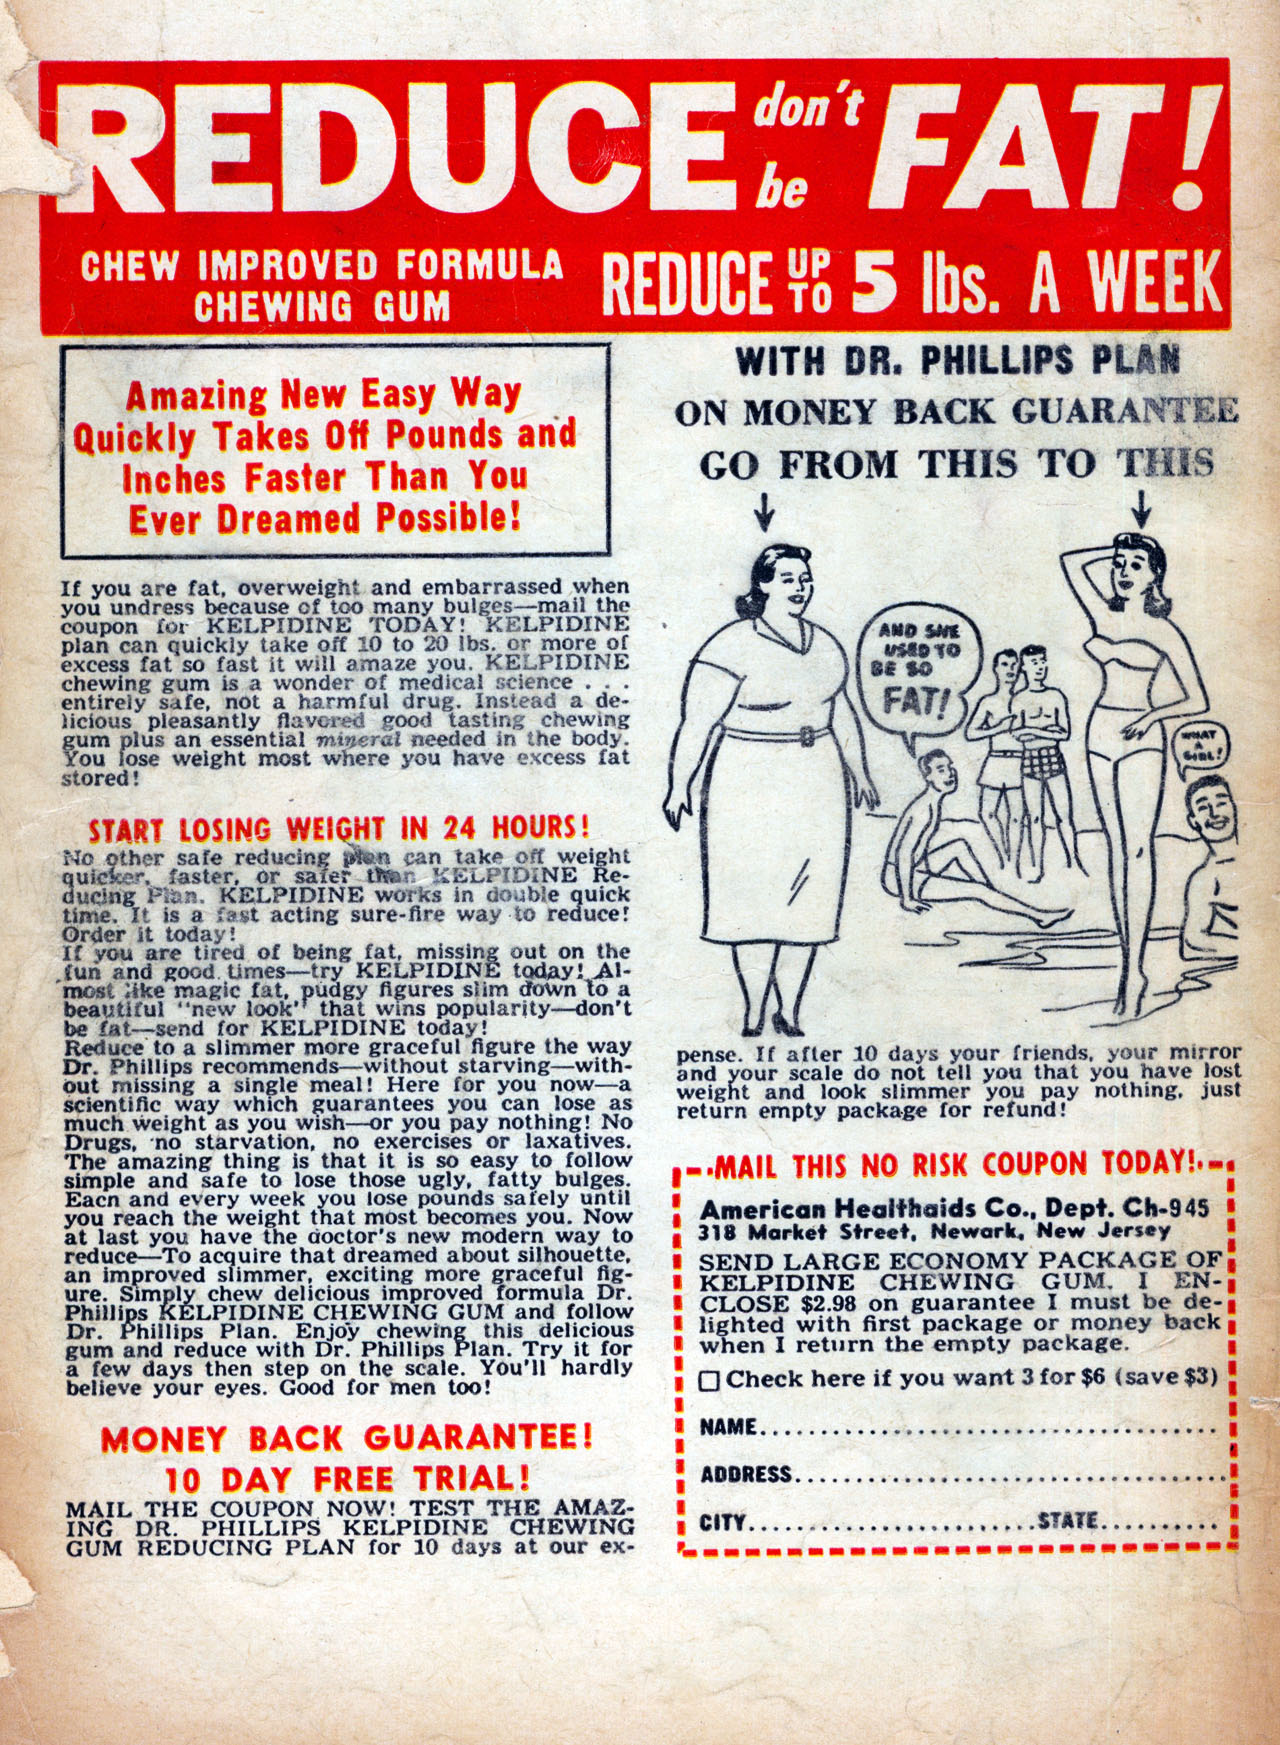 REDUCE don't be FAT!
CHEW IMPROVED FORMULA
CHEWING GUM
REDUCE UP TO 5 lbs. A WEEK
Amazing New Easy Way
Quickly Takes Off Pounds and
Inches Faster Than You
Ever Dreamed Possible!
If you are fat, overweight and embarrassed when
you undress because of too many bulges—mail the
coupon for KELPIDINE TODAY! KELPIDINE
plan can quickly take off 10 to 20 lbs. or more of
excess fat so fast it will amaze you. KELPIDINE
chewing gum is a wonder of medical science . . .
entirely safe, not a harmful drug. Instead a de-
licious pleasantly flavored good tasting chewing
gum plus an essential mineral needed in the body.
You lose weight most where you have excess fat
stored!
START LOSING WEIGHT IN 24 HOURS!
No other safe reducing plan can take off weight
quicker, faster, or safer than KELPIDINE Re-
ducing Plan. KELPIDINE works in double quick
time. It is a fast acting sure-fire way to reduce!
Order it today!
If you are tired of being fat, missing out on the
fun and good times—try KELPIDINE today! Al-
most like magic fat, pudgy figures slim down to a
beautiful "new look" that wins popularity—don't
be fat—send for KELPIDINE today!
Reduce to a slimmer more graceful figure the way
Dr. Phillips recommends—without starving—with-
out missing a single meal! Here for you now—a
scientific way which guarantees you can lose as
much weight as you wish—or you pay nothing! No
Drugs, no starvation, no exercises or laxatives.
The amazing thing is that it is so easy to follow
simple and safe to lose those ugly, fatty bulges.
Each and every week you lose pounds safely until
you reach the weight that most becomes you. Now
at last you have the doctor's new modern way to
reduce—To acquire that dreamed about silhouette,
an improved slimmer, exciting more graceful fig-
ure. Simply chew delicious improved formula Dr.
Phillips KELPIDINE CHEWING GUM and follow
Dr. Phillips Plan. Enjoy chewing this delicious
gum and reduce with Dr. Phillips Plan. Try it for
a few days then step on the scale. You'll hardly
believe your eyes. Good for men too!
MONEY BACK GUARANTEE!
10 DAY FREE TRIAL!
MAIL THE COUPON NOW! TEST THE AMAZ-
ING DR. PHILLIPS KELPIDINE CHEWING
GUM REDUCING PLAN for 10 days at our ex-
WITH DR. PHILLIPS PLAN
ON MONEY BACK GUARANTEE
GO FROM THIS TO THIS
AND SHE
USED TO
BE SO
FAT!
WHAT
A
GIRL!
pense. If after 10 days your friends, your mirror
and your scale do not tell you that you have lost
weight and look slimmer you pay nothing, just
return empty package for refund!
MAIL THIS NO RISK COUPON TODAY!
American Healthaids Co., Dept. Ch-945
318 Market Street, Newark, New Jersey
SEND LARGE ECONOMY PACKAGE OF
KELPIDINE CHEWING GUM. I EN-
CLOSE $2.98 on guarantee I must be de-
lighted with first package or money back
when I return the empty package.
Check here if you want 3 for $6 (save $3)
NAME
ADDRESS
CITY STATE